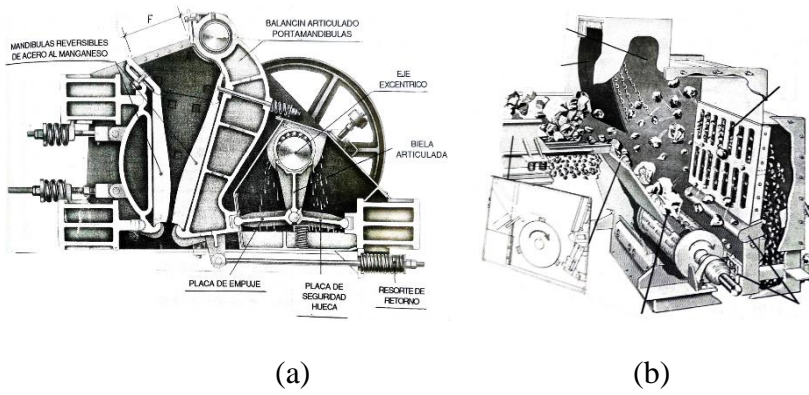 F
BALANCIN ARTICULADO
PORTAMANDIBULAS
MANDIBULAS REVERSIBLES
DE ACERO AL MANGANESO
EJE
EXCENTRICO
BIELA
ARTICULADA
PLACA DE EMPUJE
PLACA DE
SEGURIDAD
HUECA
RESORTE DE
RETORNO
(a)
(b)